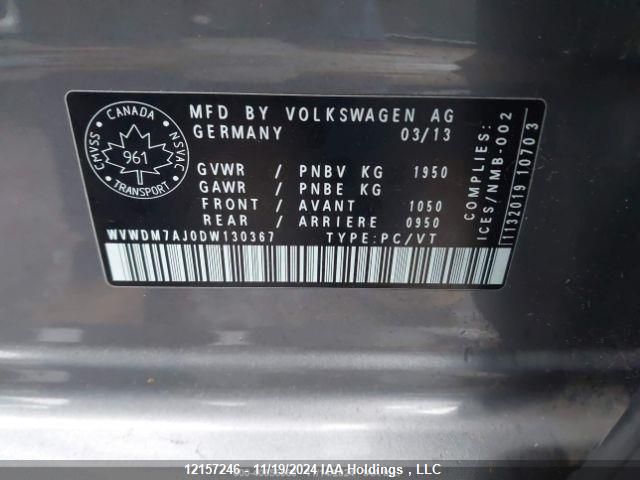 CANADA
CMVSS
NSVAC
961
TRANSPORT
MFD BY VOLKSWAGEN AG
GERMANY 03/13
GVWR / PNBV KG 1950
GAWR / PNBE KG
FRONT / AVANT 1050
REAR / ARRIERE 0950
WVWDM7AJ0DW130367 TYPE:PC/VT
COMPLIES:
ICES/NMB-002
1132019 10703
12157246 - 11/19/2024 IAA Holdings , LLC